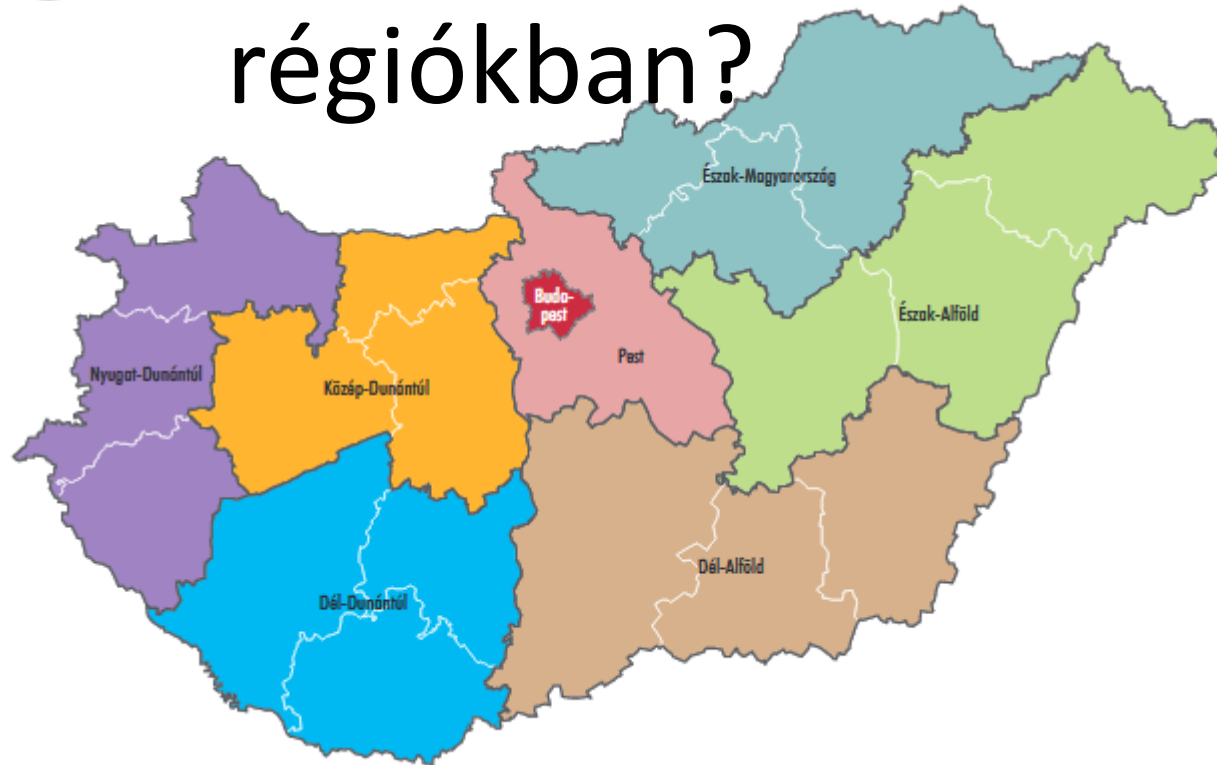 régiókban?
Észak-Magyarország
Buda-
pest
Észak-Alföld
Pest
Nyugat-Dunántúl
Közép-Dunántúl
Dél-Alföld
Dél-Dunántúl